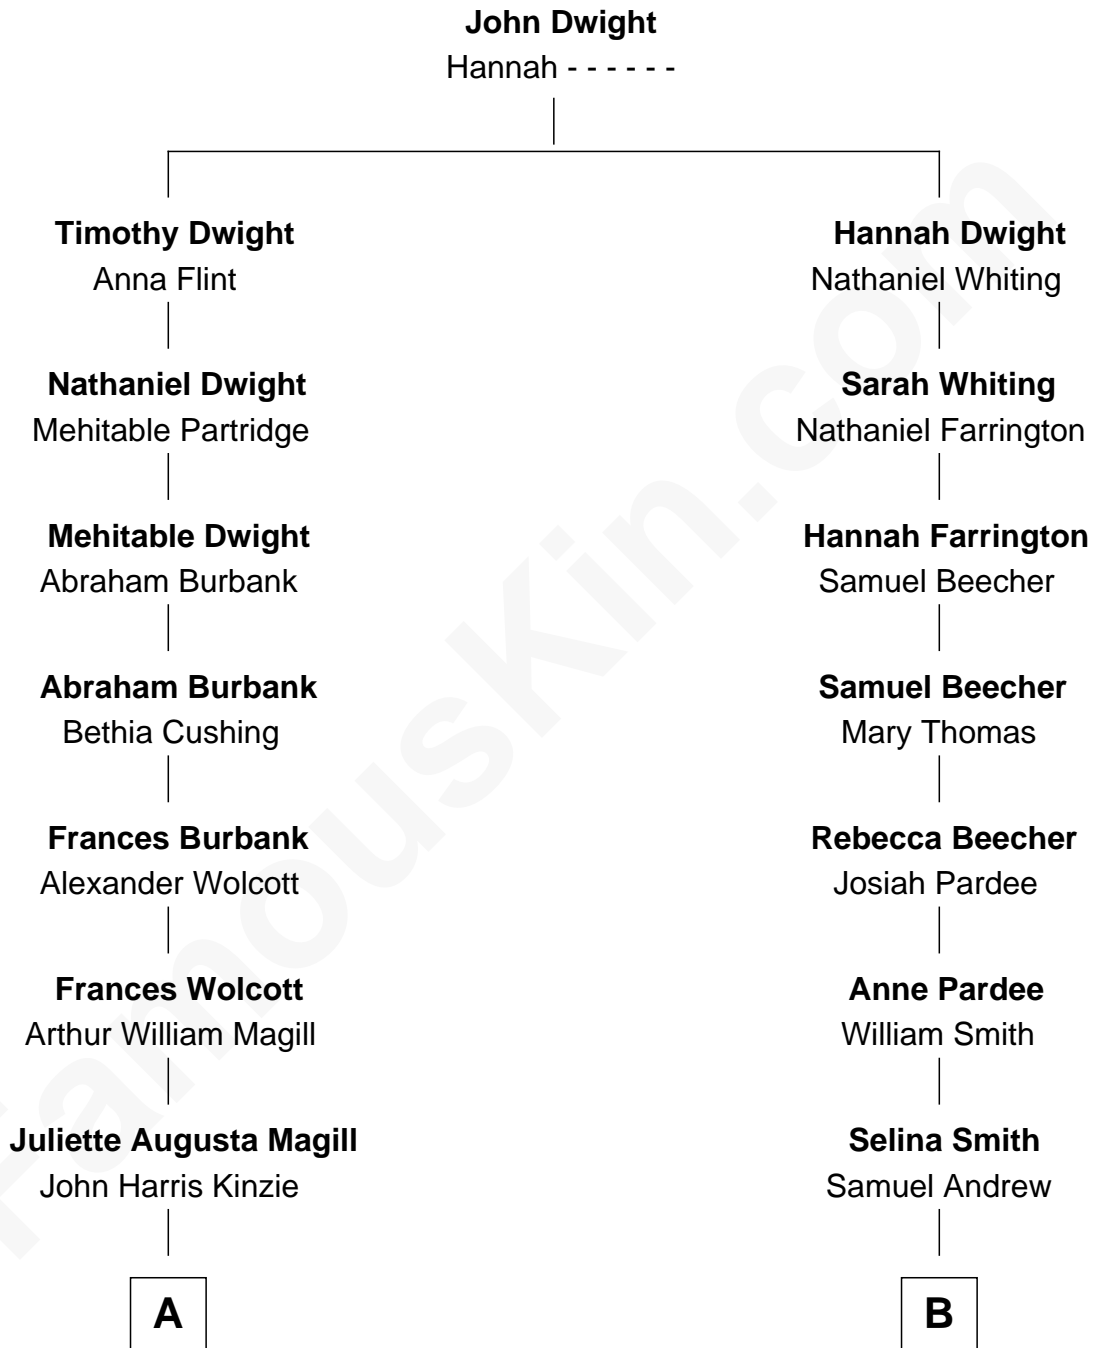 John Dwight
Hannah - - - - - -
Timothy Dwight
Anna Flint
Hannah Dwight
Nathaniel Whiting
Nathaniel Dwight
Mehitable Partridge
Sarah Whiting
Nathaniel Farrington
Mehitable Dwight
Abraham Burbank
Hannah Farrington
Samuel Beecher
Abraham Burbank
Bethia Cushing
Samuel Beecher
Mary Thomas
Frances Burbank
Alexander Wolcott
Rebecca Beecher
Josiah Pardee
Frances Wolcott
Arthur William Magill
Anne Pardee
William Smith
Juliette Augusta Magill
John Harris Kinzie
Selina Smith
Samuel Andrew
A
B
FamousKin.com